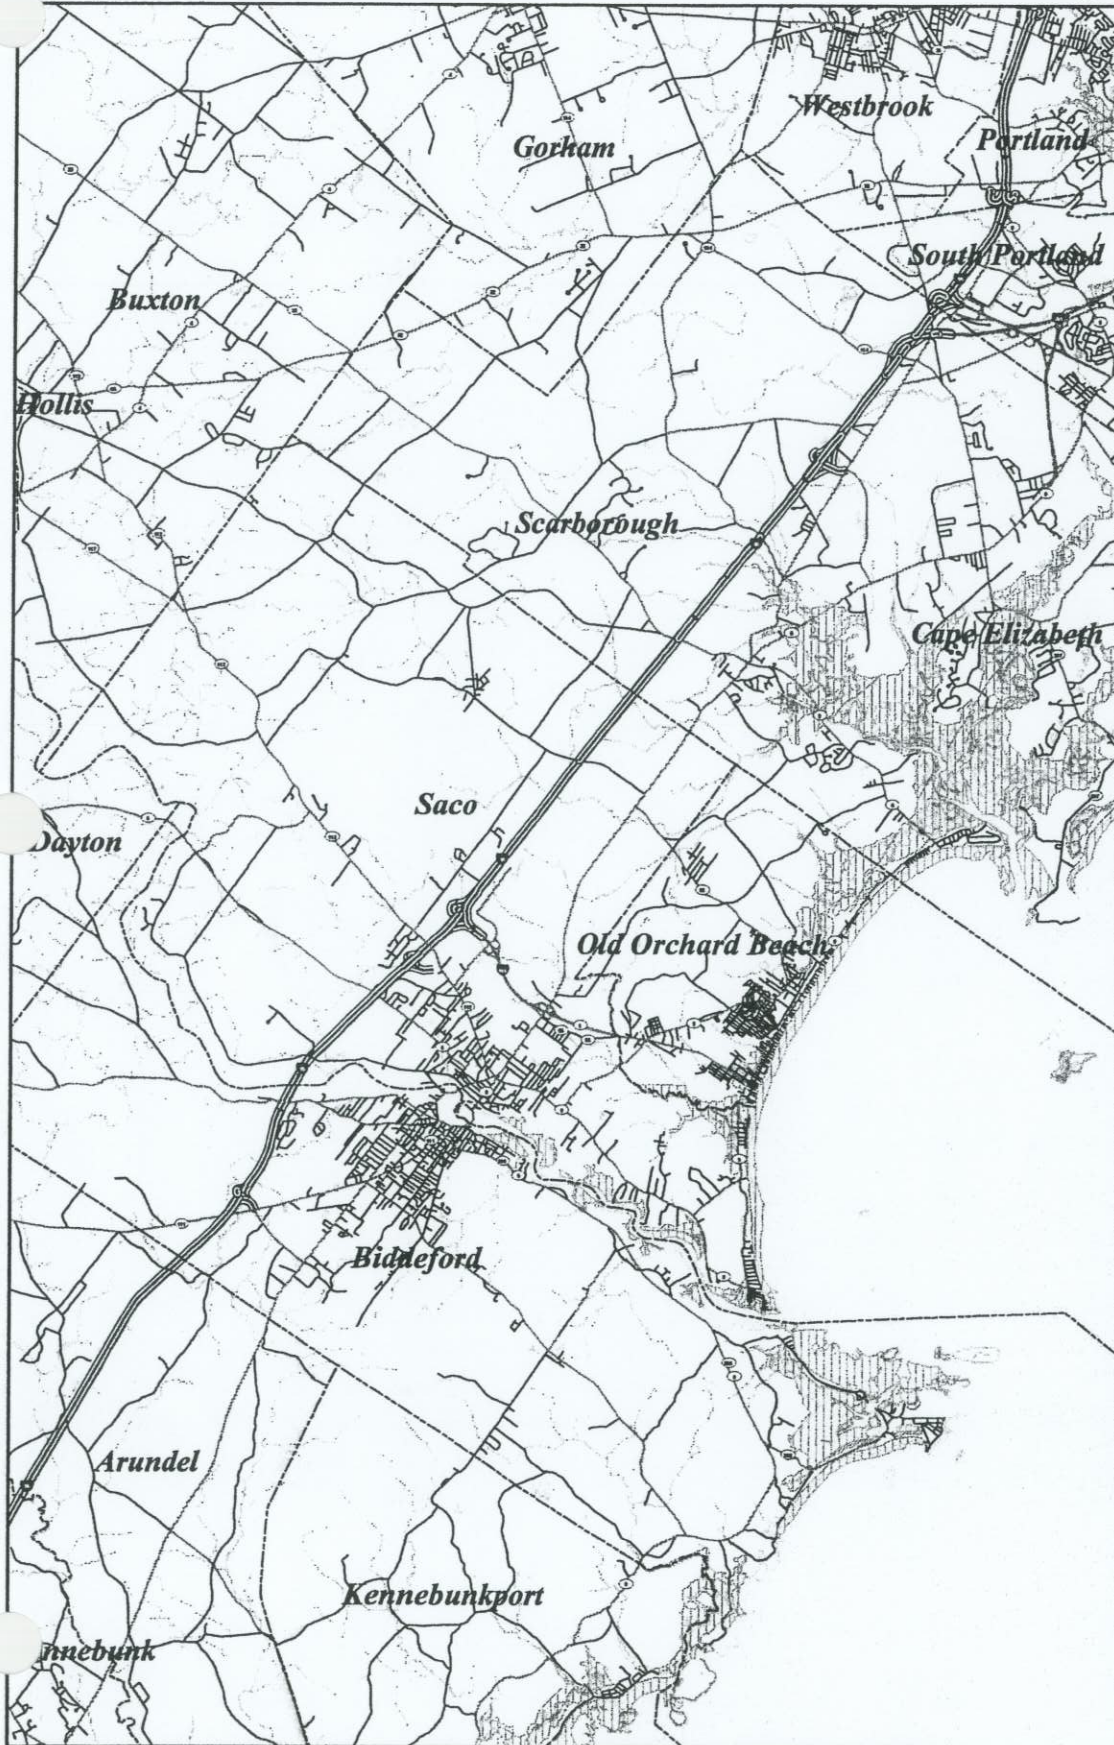 Westbrook
Portland
Gorham
South Portland
Buxton
Hollis
Scarborough
Cape Elizabeth
Saco
Dayton
Old Orchard Beach
Biddeford
Arundel
Kennebunkport
nnebunk